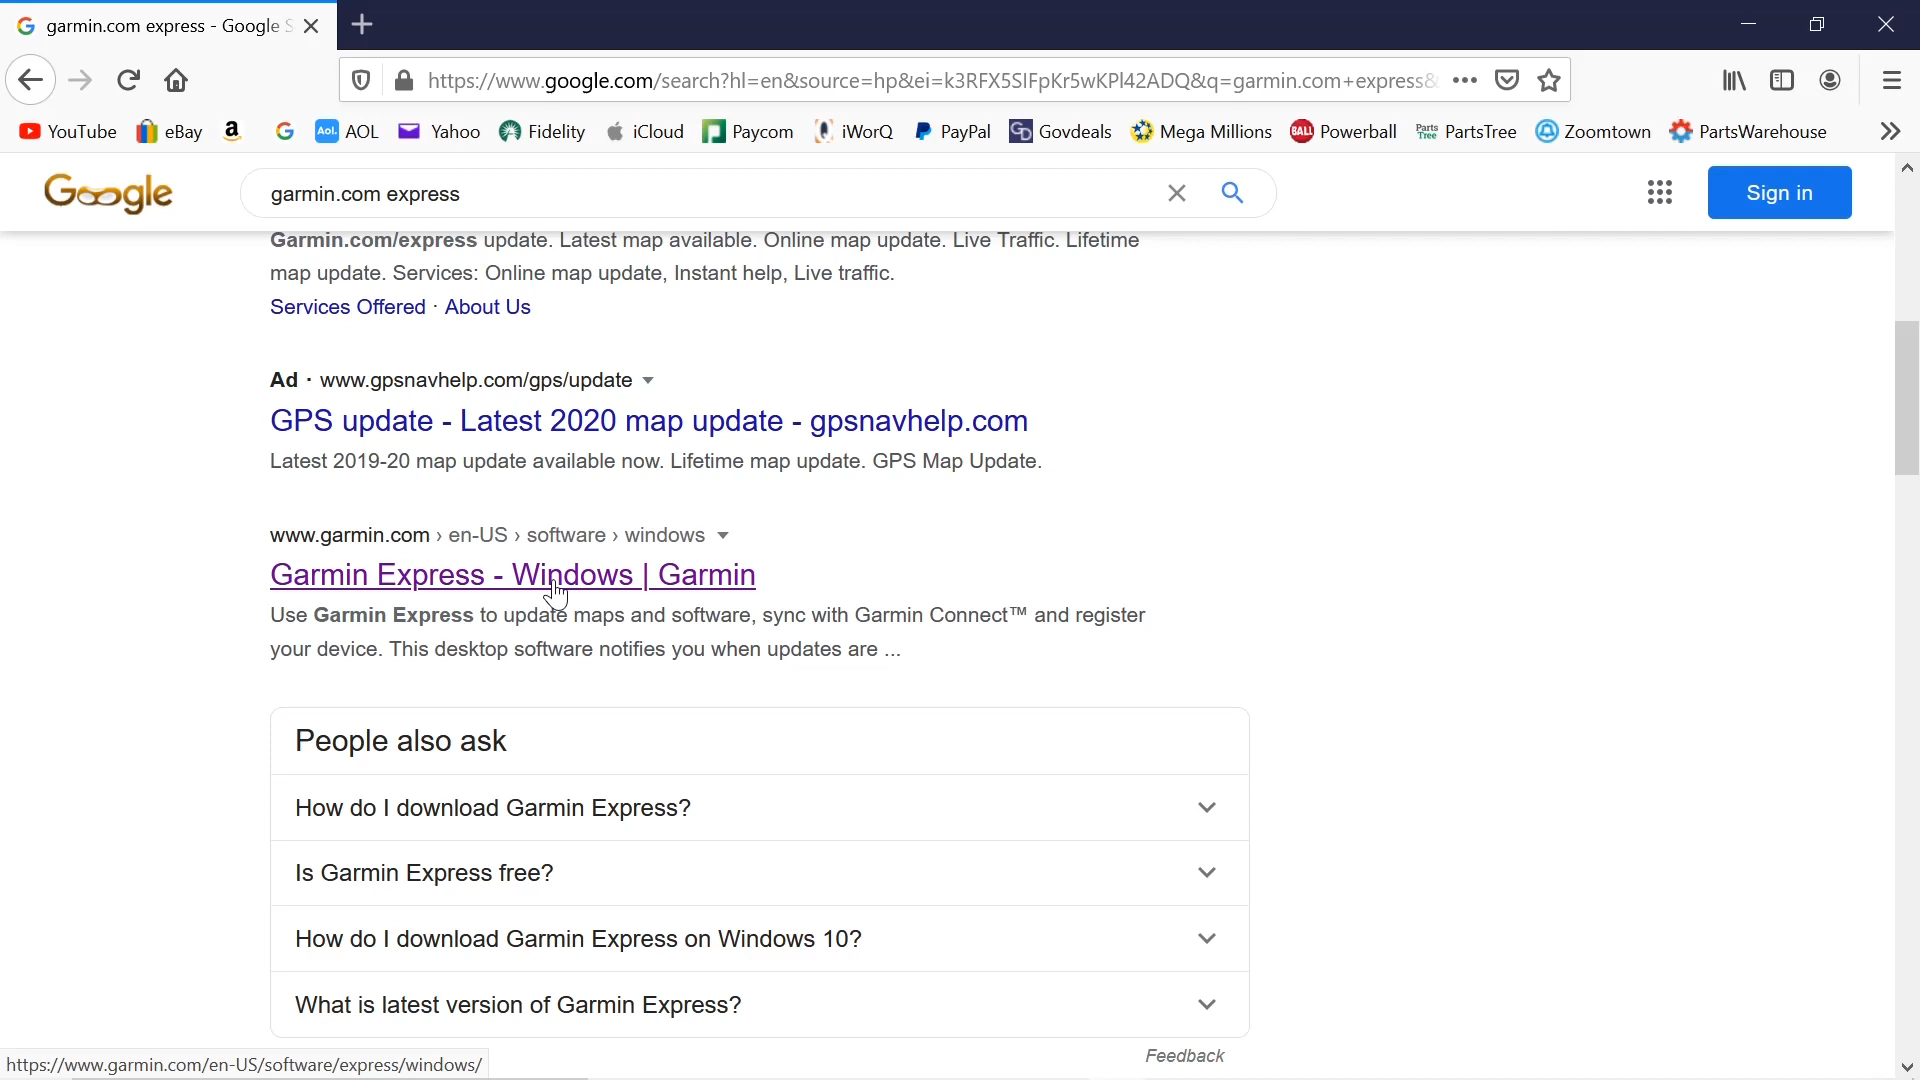 garmin.com express - Google S
https://www.google.com/search?hl=en&source=hp&ei=k3RFX5SIFpKr5wKPl42ADQ&q=garmin.com+express&
YouTube eBay AOL Yahoo Fidelity iCloud Paycom iWorQ PayPal Govdeals Mega Millions Powerball PartsTree Zoomtown PartsWarehouse
Google garmin.com express Sign in
Garmin.com/express update. Latest map available. Online map update. Live Traffic. Lifetime
map update. Services: Online map update, Instant help, Live traffic.
Services Offered · About Us
Ad · www.gpsnavhelp.com/gps/update
GPS update - Latest 2020 map update - gpsnavhelp.com
Latest 2019-20 map update available now. Lifetime map update. GPS Map Update.
www.garmin.com › en-US › software › windows
Garmin Express - Windows | Garmin
Use Garmin Express to update maps and software, sync with Garmin Connect™ and register
your device. This desktop software notifies you when updates are ...
People also ask
How do I download Garmin Express?
Is Garmin Express free?
How do I download Garmin Express on Windows 10?
What is latest version of Garmin Express?
Feedback
https://www.garmin.com/en-US/software/express/windows/